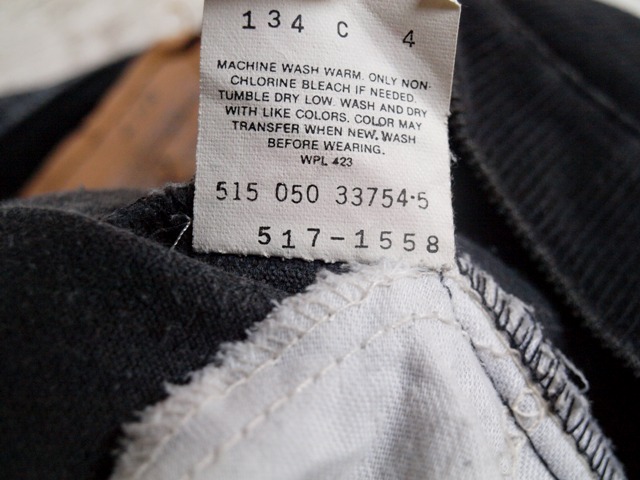 134 C 4
MACHINE WASH WARM. ONLY NON-
CHLORINE BLEACH IF NEEDED.
TUMBLE DRY LOW. WASH AND DRY
WITH LIKE COLORS. COLOR MAY
TRANSFER WHEN NEW. WASH
BEFORE WEARING.
WPL 423
515 050 33754·5
517-1558